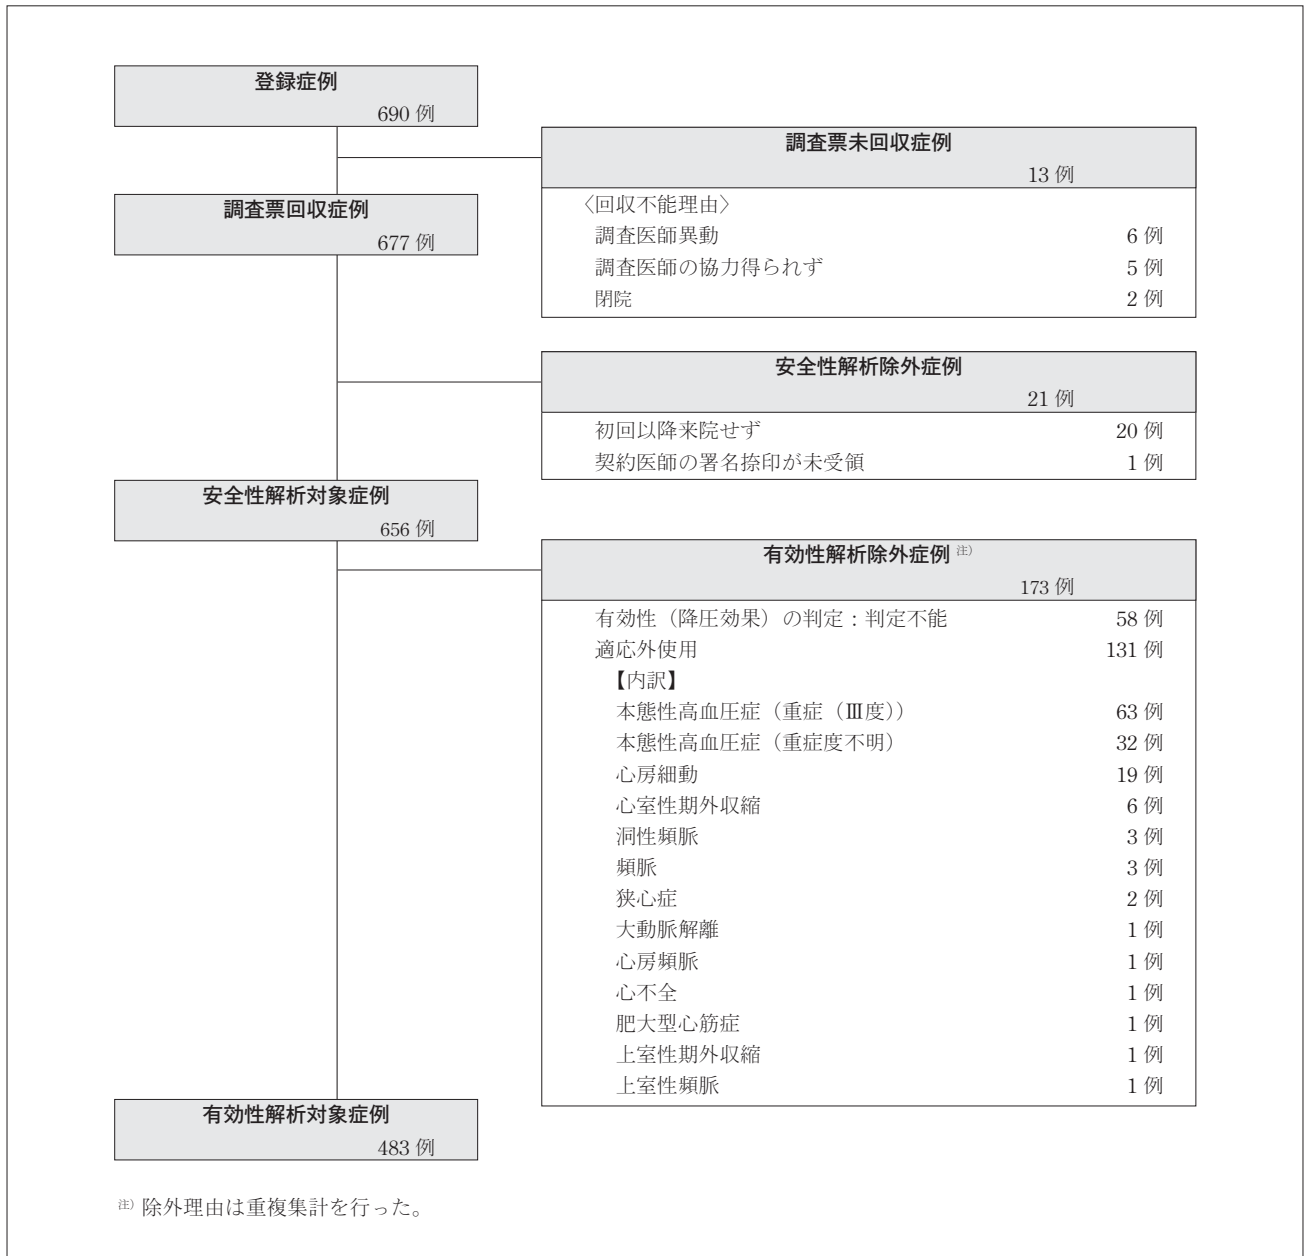 登録症例
690 例
調査票未回収症例
13 例
〈回収不能理由〉
調査医師異動 6 例
調査医師の協力得られず 5 例
閉院 2 例
調査票回収症例
677 例
安全性解析除外症例
21 例
初回以降来院せず 20 例
契約医師の署名捺印が未受領 1 例
安全性解析対象症例
656 例
有効性解析除外症例 注)
173 例
有効性（降圧効果）の判定：判定不能 58 例
適応外使用 131 例
【内訳】
本態性高血圧症（重症（Ⅲ度）） 63 例
本態性高血圧症（重症度不明） 32 例
心房細動 19 例
心室性期外収縮 6 例
洞性頻脈 3 例
頻脈 3 例
狭心症 2 例
大動脈解離 1 例
心房頻脈 1 例
心不全 1 例
肥大型心筋症 1 例
上室性期外収縮 1 例
上室性頻脈 1 例
有効性解析対象症例
483 例
注) 除外理由は重複集計を行った。